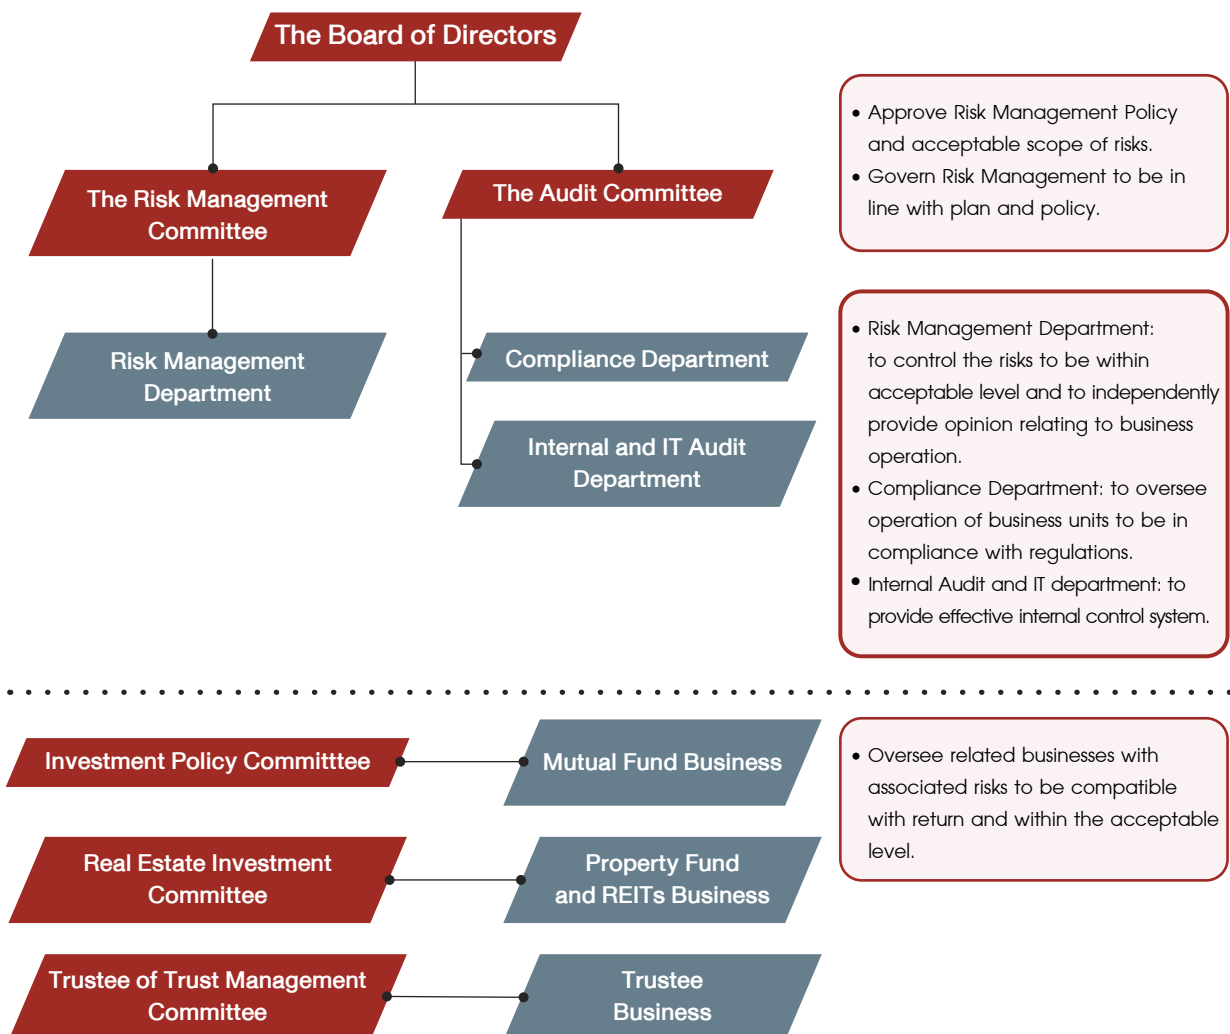 The Board of Directors
The Risk Management
Committee
The Audit Committee
• Approve Risk Management Policy
and acceptable scope of risks.
• Govern Risk Management to be in
line with plan and policy.
Risk Management
Department
Compliance Department
Internal and IT Audit
Department
• Risk Management Department:
to control the risks to be within
acceptable level and to independently
provide opinion relating to business
operation.
• Compliance Department: to oversee
operation of business units to be in
compliance with regulations.
• Internal Audit and IT department: to
provide effective internal control system.
Investment Policy Committtee
Mutual Fund Business
• Oversee related businesses with
associated risks to be compatible
with return and within the acceptable
level.
Real Estate Investment
Committee
Property Fund
and REITs Business
Trustee of Trust Management
Committee
Trustee
Business